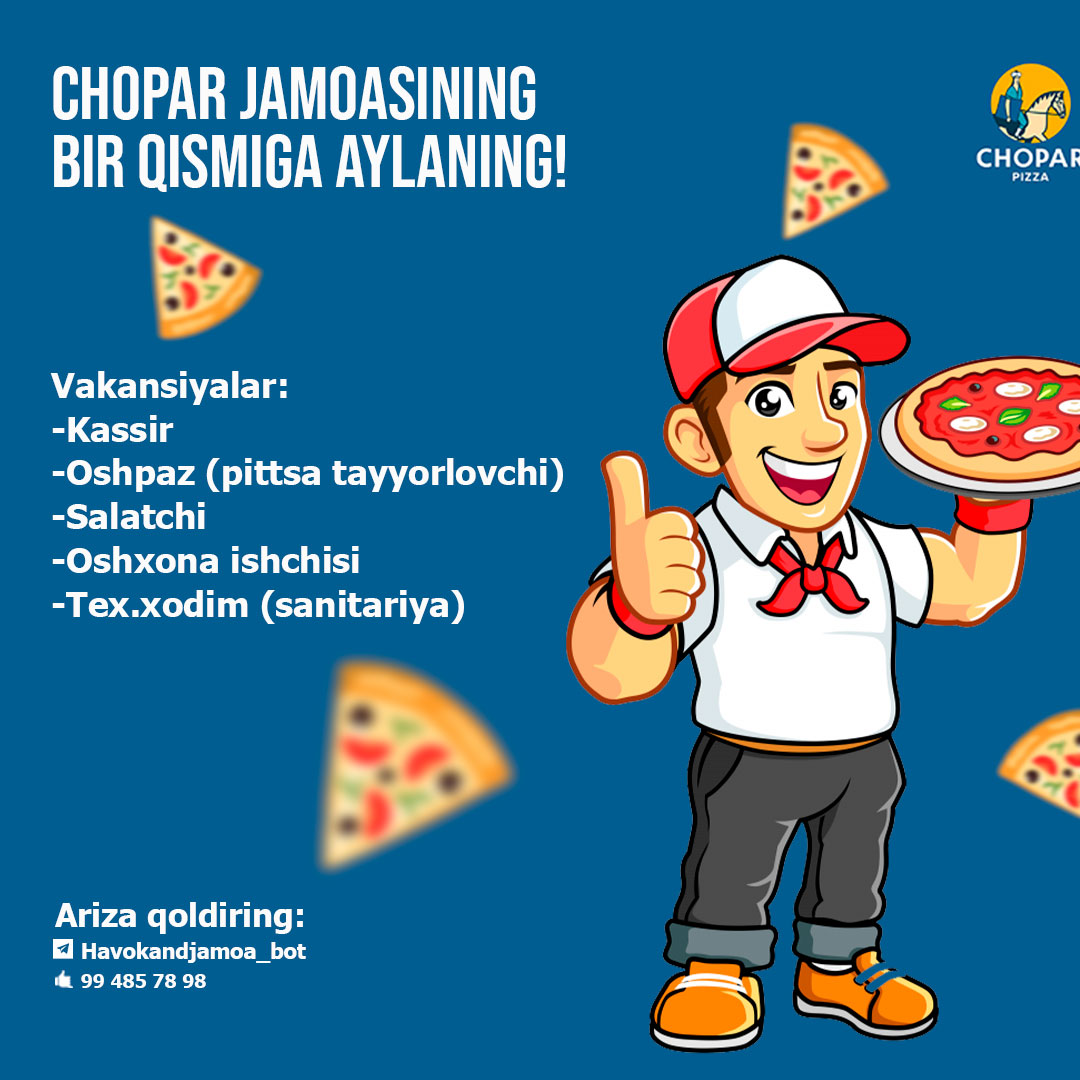 CHOPAR JAMOASINING
BIR QISMIGA AYLANING!
CHOPAR
PIZZA
Vakansiyalar:
-Kassir
-Oshpaz (pittsa tayyorlovchi)
-Salatchi
-Oshxona ishchisi
-Tex.xodim (sanitariya)
Ariza qoldiring:
Havokandjamoa_bot
99 485 78 98